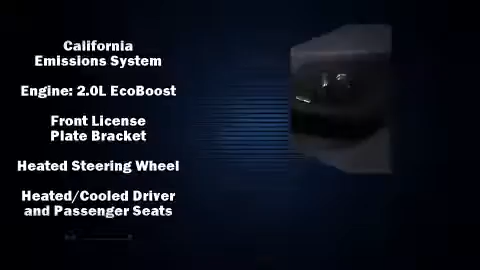 California
Emissions System
Engine: 2.0L EcoBoost
Front License
Plate Bracket
Heated Steering Wheel
Heated/Cooled Driver
and Passenger Seats